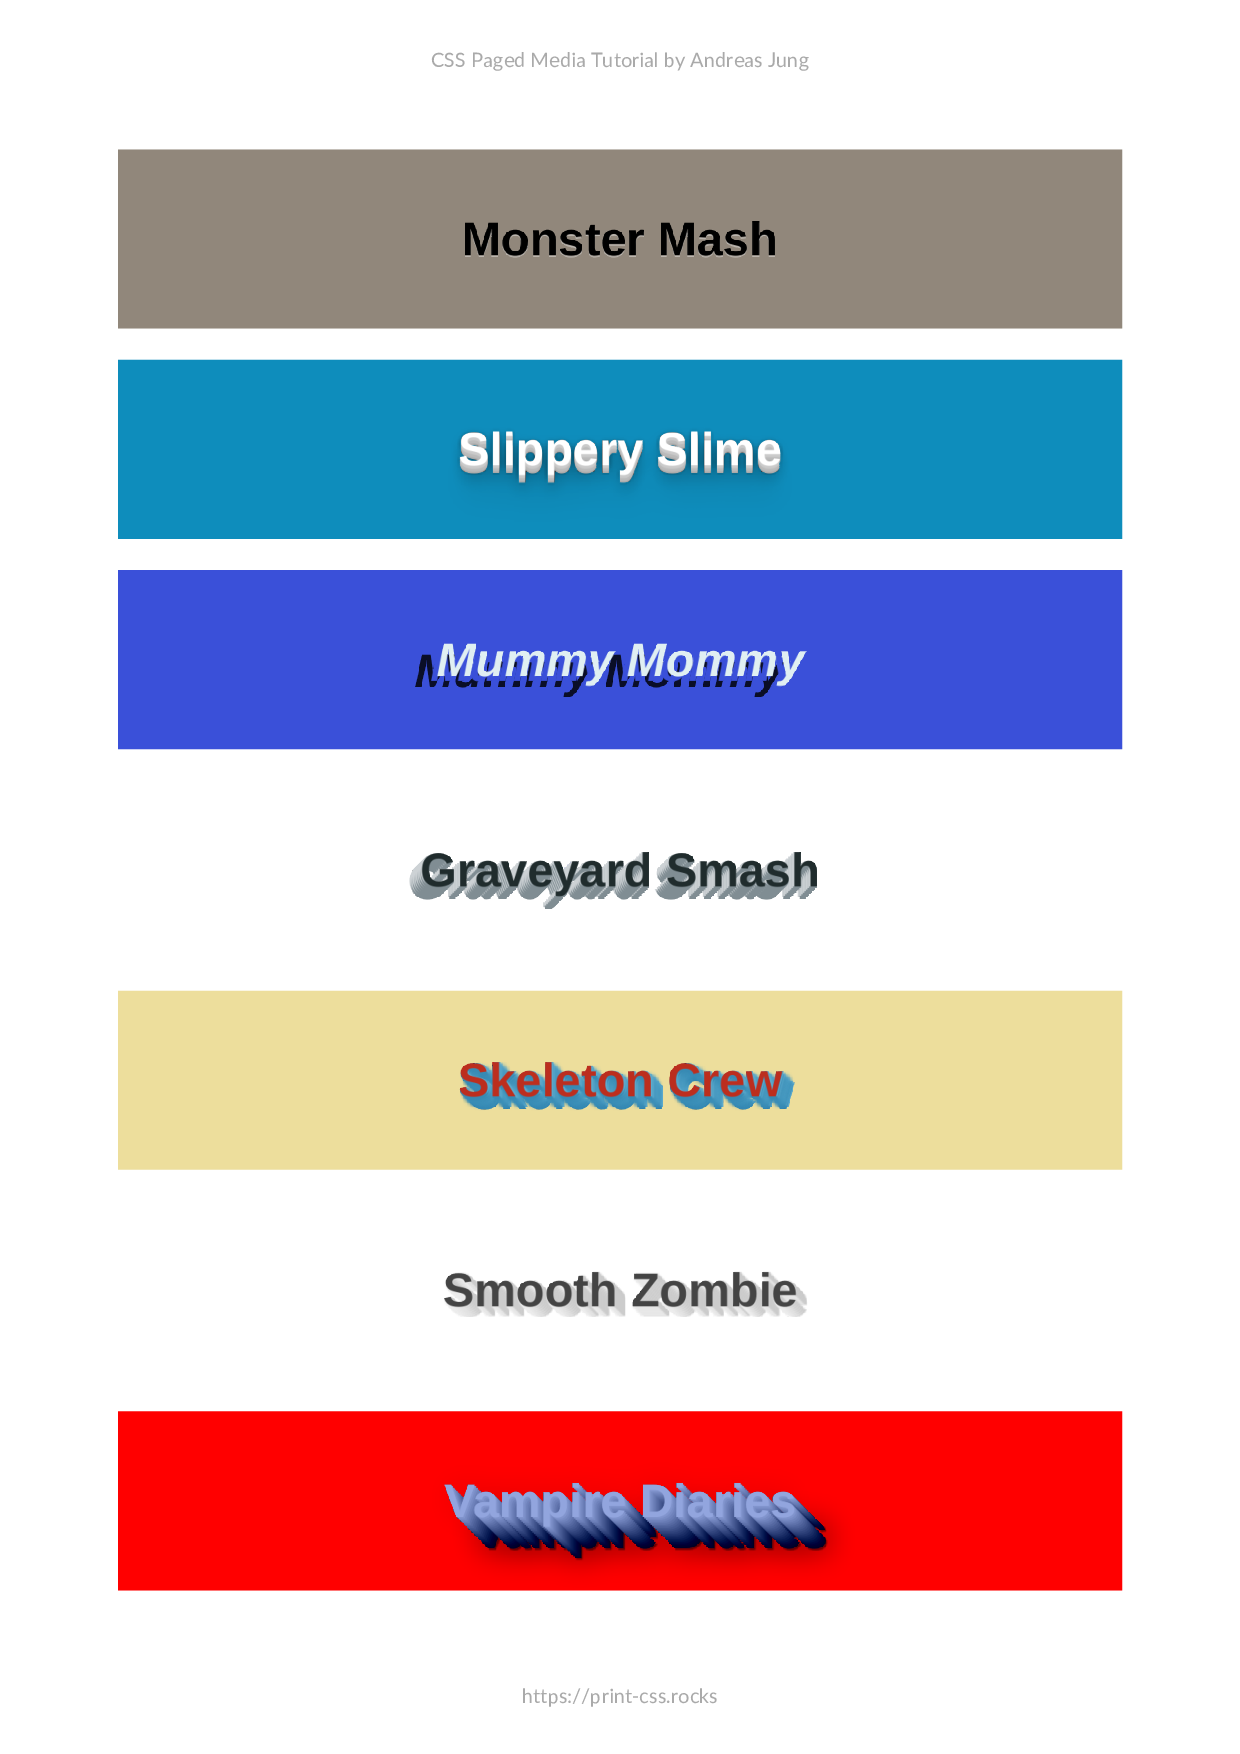 CSS Paged Media Tutorial by Andreas Jung
Monster Mash
Slippery Slime
Mummy Mommy
Graveyard Smash
Skeleton Crew
Smooth Zombie
Vampire Diaries
https://print-css.rocks